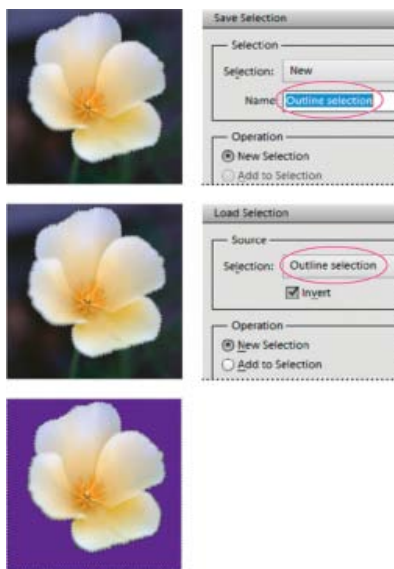 Save Selection
Selection
Selection: New
Name: Outline selection
Operation
New Selection
Add to Selection
Load Selection
Source
Selection: Outline selection
Invert
Operation
New Selection
Add to Selection